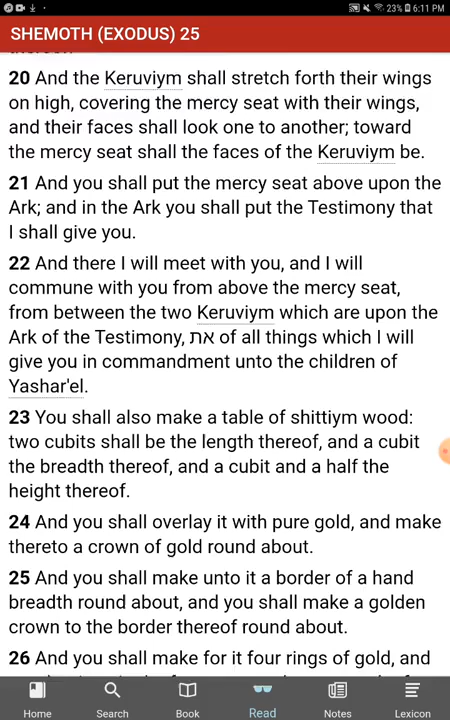 23% 6:11 PM
SHEMOTH (EXODUS) 25
20 And the Keruviym shall stretch forth their wings
on high, covering the mercy seat with their wings,
and their faces shall look one to another; toward
the mercy seat shall the faces of the Keruviym be.
21 And you shall put the mercy seat above upon the
Ark; and in the Ark you shall put the Testimony that
I shall give you.
22 And there I will meet with you, and I will
commune with you from above the mercy seat,
from between the two Keruviym which are upon the
Ark of the Testimony, את of all things which I will
give you in commandment unto the children of
Yashar'el.
23 You shall also make a table of shittiym wood:
two cubits shall be the length thereof, and a cubit
the breadth thereof, and a cubit and a half the
height thereof.
24 And you shall overlay it with pure gold, and make
thereto a crown of gold round about.
25 And you shall make unto it a border of a hand
breadth round about, and you shall make a golden
crown to the border thereof round about.
26 And you shall make for it four rings of gold, and
Home Search Book Read Notes Lexicon